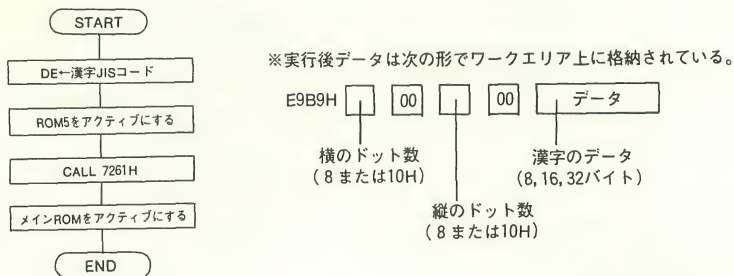 START
DE←漢字JISコード
ROM5をアクティブにする
CALL 7261H
メインROMをアクティブにする
END
※実行後データは次の形でワークエリア上に格納されている。
E9B9H 00 00 データ
横のドット数
(8または10H)
漢字のデータ
(8,16,32バイト)
縦のドット数
(8または10H)